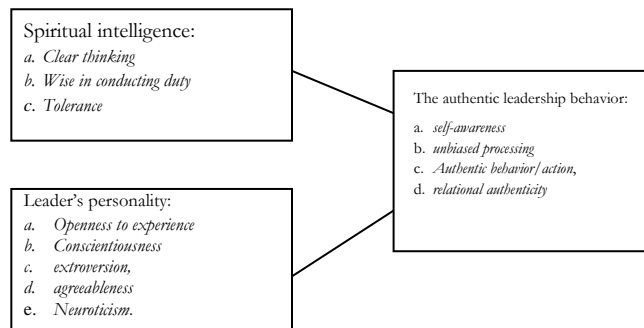 Spiritual intelligence:
a. Clear thinking
b. Wise in conducting duty
c. Tolerance
Leader's personality:
a. Openness to experience
b. Conscientiousness
c. extroversion,
d. agreeableness
e. Neuroticism.
The authentic leadership behavior:
a. self-awareness
b. unbiased processing
c. Authentic behavior/action,
d. relational authenticity